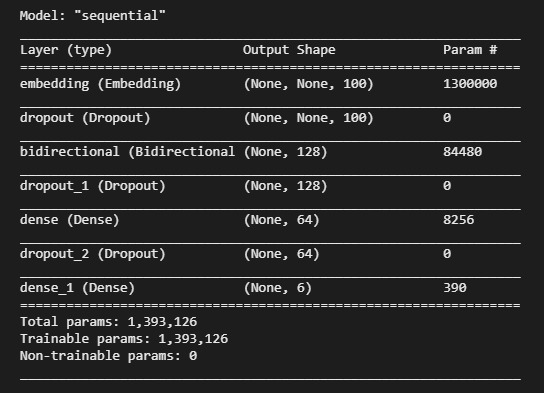 Model: "sequential"
_________________________________________________________________
Layer (type)                 Output Shape              Param #
=================================================================
embedding (Embedding)        (None, None, 100)         1300000
_________________________________________________________________
dropout (Dropout)            (None, None, 100)         0
_________________________________________________________________
bidirectional (Bidirectional (None, 128)               84480
_________________________________________________________________
dropout_1 (Dropout)          (None, 128)               0
_________________________________________________________________
dense (Dense)                (None, 64)                8256
_________________________________________________________________
dropout_2 (Dropout)          (None, 64)                0
_________________________________________________________________
dense_1 (Dense)              (None, 6)                 390
=================================================================
Total params: 1,393,126
Trainable params: 1,393,126
Non-trainable params: 0
_________________________________________________________________